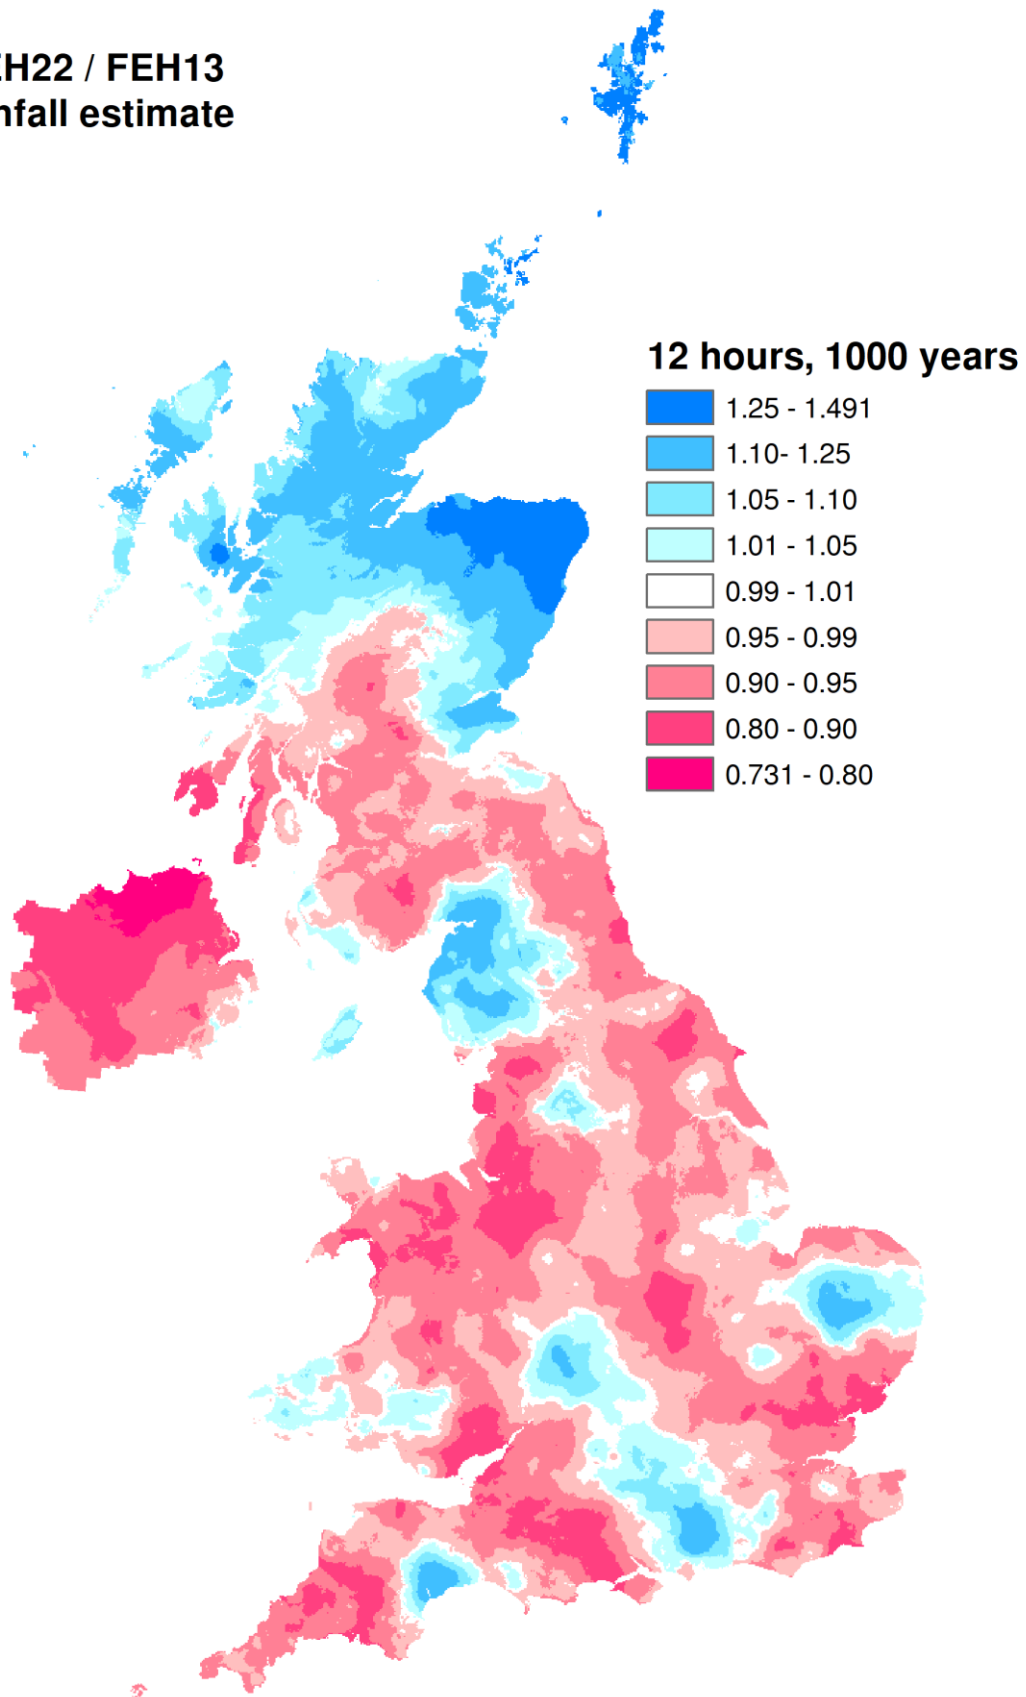 EH22 / FEH13
nfall estimate
12 hours, 1000 years
1.25 - 1.491
1.10- 1.25
1.05 - 1.10
1.01 - 1.05
0.99 - 1.01
0.95 - 0.99
0.90 - 0.95
0.80 - 0.90
0.731 - 0.80